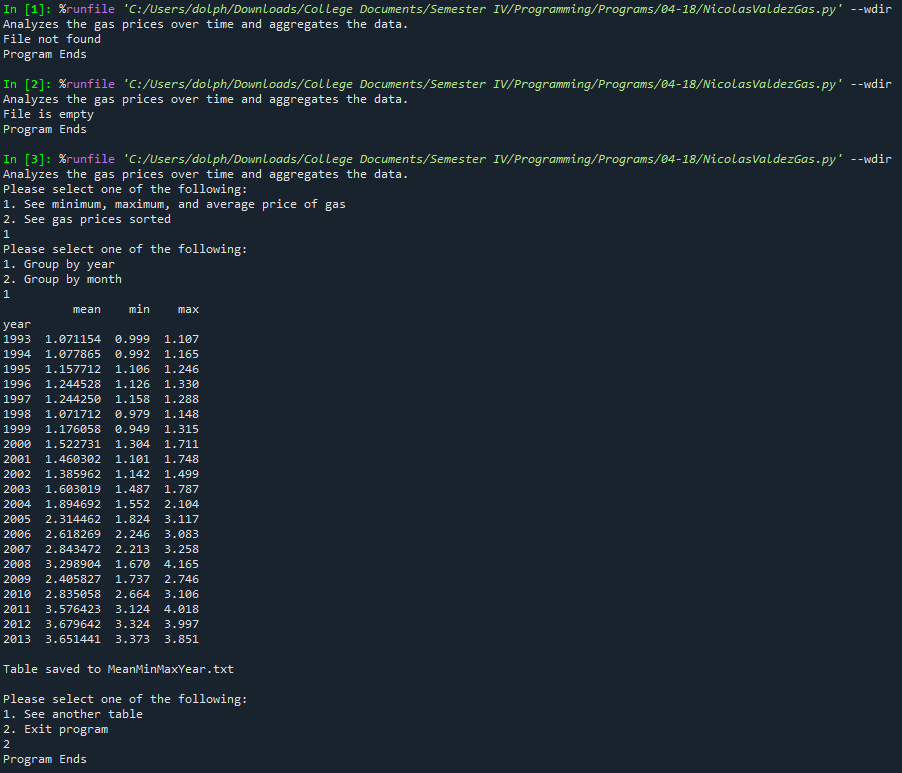 In [1]: %runfile 'C:/Users/dolph/Downloads/College Documents/Semester IV/Programming/Programs/04-18/NicolasValdezGas.py' --wdir
Analyzes the gas prices over time and aggregates the data.
File not found
Program Ends
In [2]: %runfile 'C:/Users/dolph/Downloads/College Documents/Semester IV/Programming/Programs/04-18/NicolasValdezGas.py' --wdir
Analyzes the gas prices over time and aggregates the data.
File is empty
Program Ends
In [3]: %runfile 'C:/Users/dolph/Downloads/College Documents/Semester IV/Programming/Programs/04-18/NicolasValdezGas.py' --wdir
Analyzes the gas prices over time and aggregates the data.
Please select one of the following:
1. See minimum, maximum, and average price of gas
2. See gas prices sorted
1
Please select one of the following:
1. Group by year
2. Group by month
1
mean min max
year
1993 1.071154 0.999 1.107
1994 1.077865 0.992 1.165
1995 1.157712 1.106 1.246
1996 1.244528 1.126 1.330
1997 1.244250 1.158 1.288
1998 1.071712 0.979 1.148
1999 1.176058 0.949 1.315
2000 1.522731 1.304 1.711
2001 1.460302 1.101 1.748
2002 1.385962 1.142 1.499
2003 1.603019 1.487 1.787
2004 1.894692 1.552 2.104
2005 2.314462 1.824 3.117
2006 2.618269 2.246 3.083
2007 2.843472 2.213 3.258
2008 3.298904 1.670 4.165
2009 2.405827 1.737 2.746
2010 2.835058 2.664 3.106
2011 3.576423 3.124 4.018
2012 3.679642 3.324 3.997
2013 3.651441 3.373 3.851
Table saved to MeanMinMaxYear.txt
Please select one of the following:
1. See another table
2. Exit program
2
Program Ends